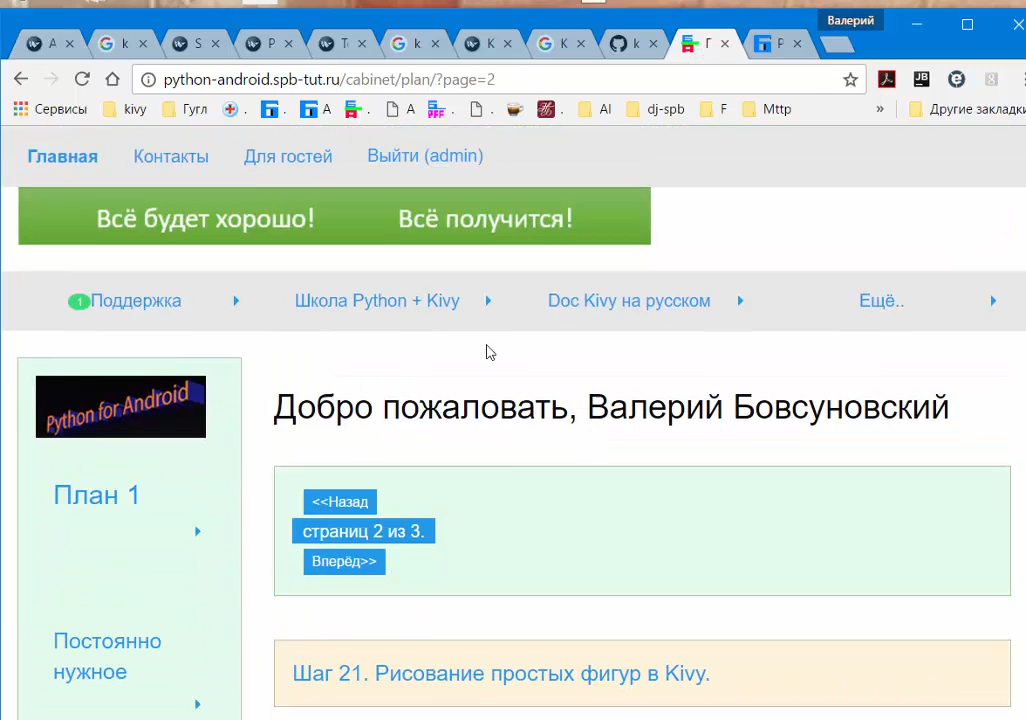 Валерий
A
k
S
P
T
k
K
K
k
Г
P
python-android.spb-tut.ru/cabinet/plan/?page=2
Сервисы kivy Гугл . . A . A . . . AI dj-spb F Mttp » Другие закладки
Главная Контакты Для гостей Выйти (admin)
Всё будет хорошо! Всё получится!
1 Поддержка Школа Python + Kivy Doc Kivy на русском Ещё..
Python for Android
Добро пожаловать, Валерий Бовсуновский
План 1
<<Назад
страниц 2 из 3.
Вперёд>>
Постоянно
нужное
Шаг 21. Рисование простых фигур в Kivy.